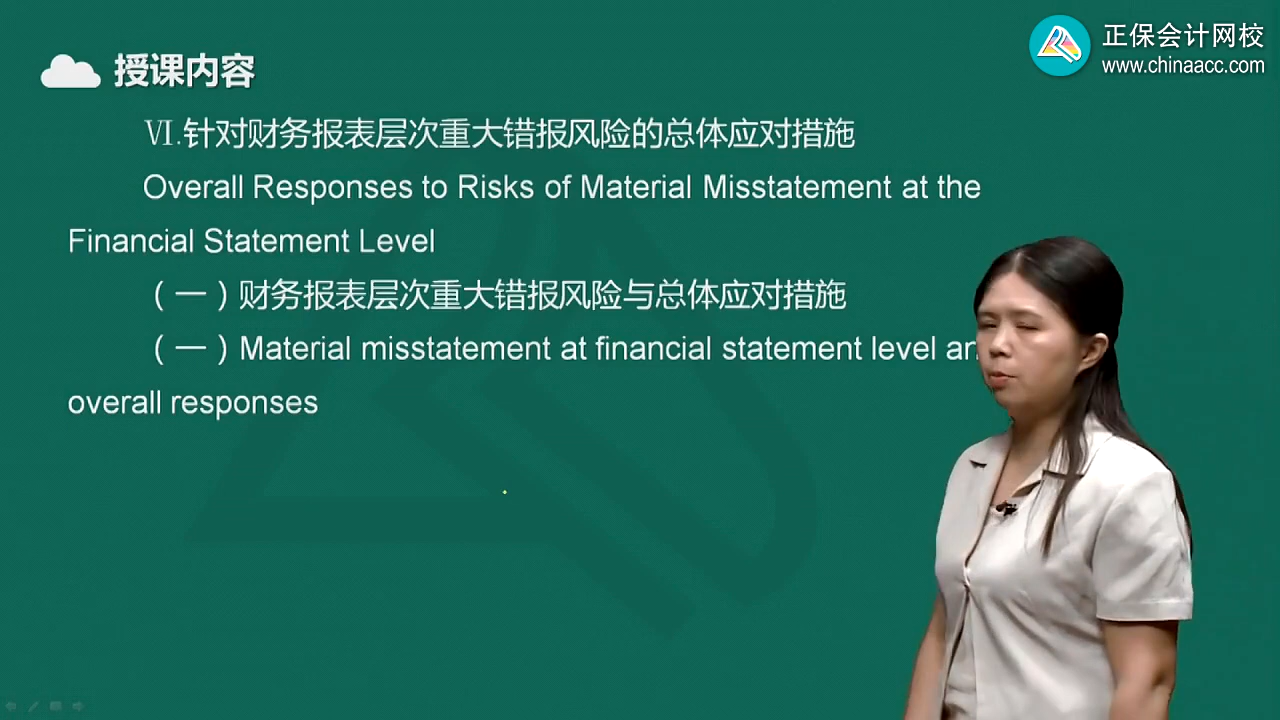 正保会计网校
www.chinaacc.com
授课内容
Ⅵ.针对财务报表层次重大错报风险的总体应对措施
Overall Responses to Risks of Material Misstatement at the
Financial Statement Level
（一）财务报表层次重大错报风险与总体应对措施
（一）Material misstatement at financial statement level an
overall responses